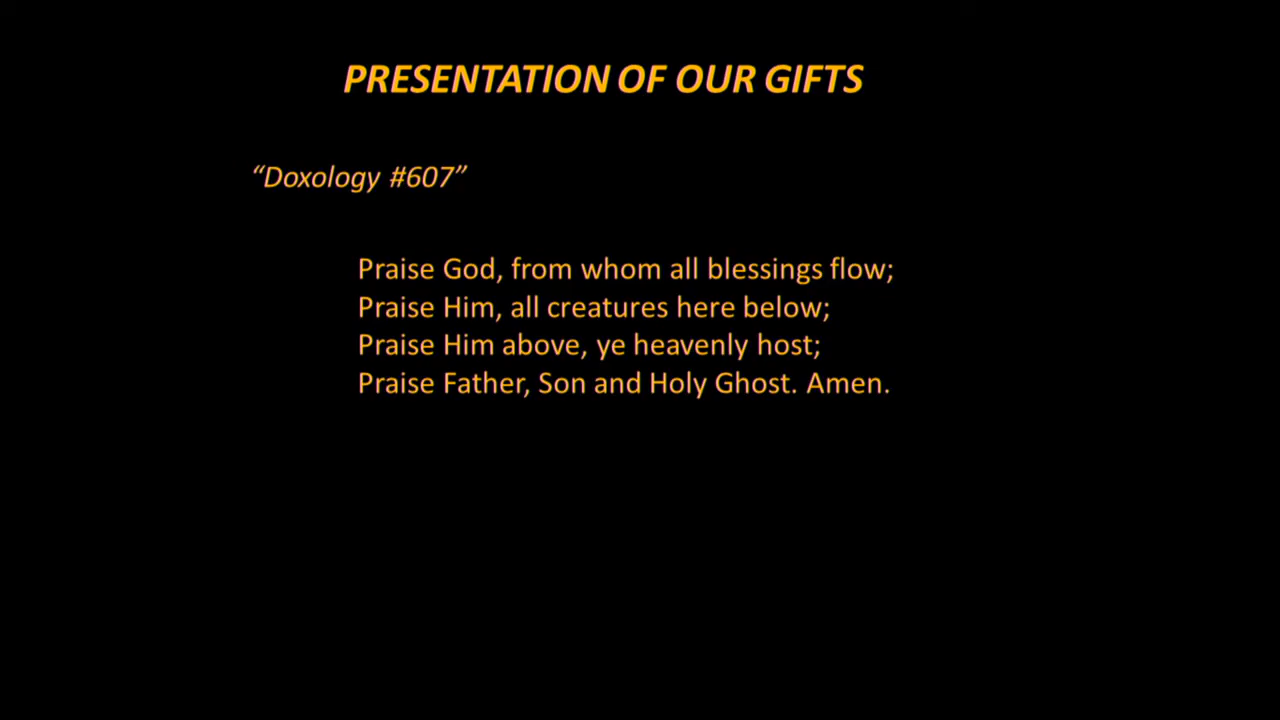 PRESENTATION OF OUR GIFTS
“Doxology #607”
Praise God, from whom all blessings flow;
Praise Him, all creatures here below;
Praise Him above, ye heavenly host;
Praise Father, Son and Holy Ghost. Amen.